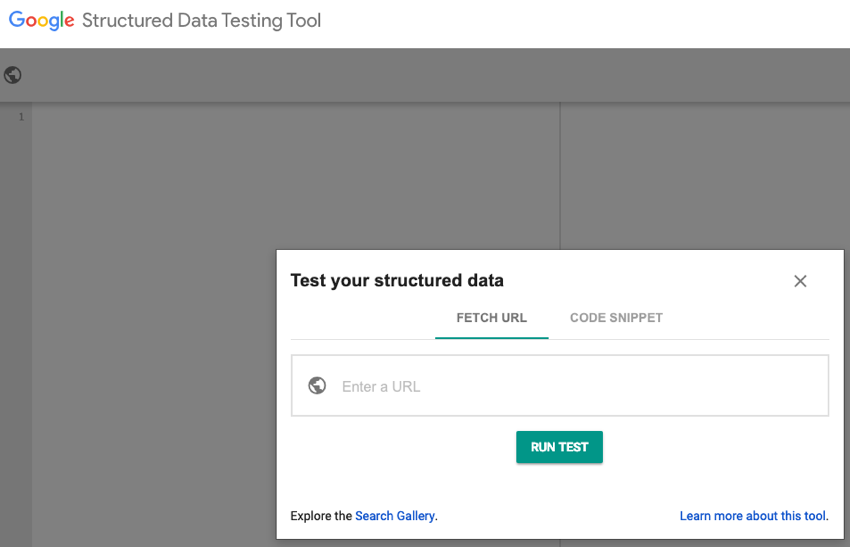 Google Structured Data Testing Tool
1
Test your structured data
FETCH URL CODE SNIPPET
Enter a URL
RUN TEST
Explore the Search Gallery. Learn more about this tool.